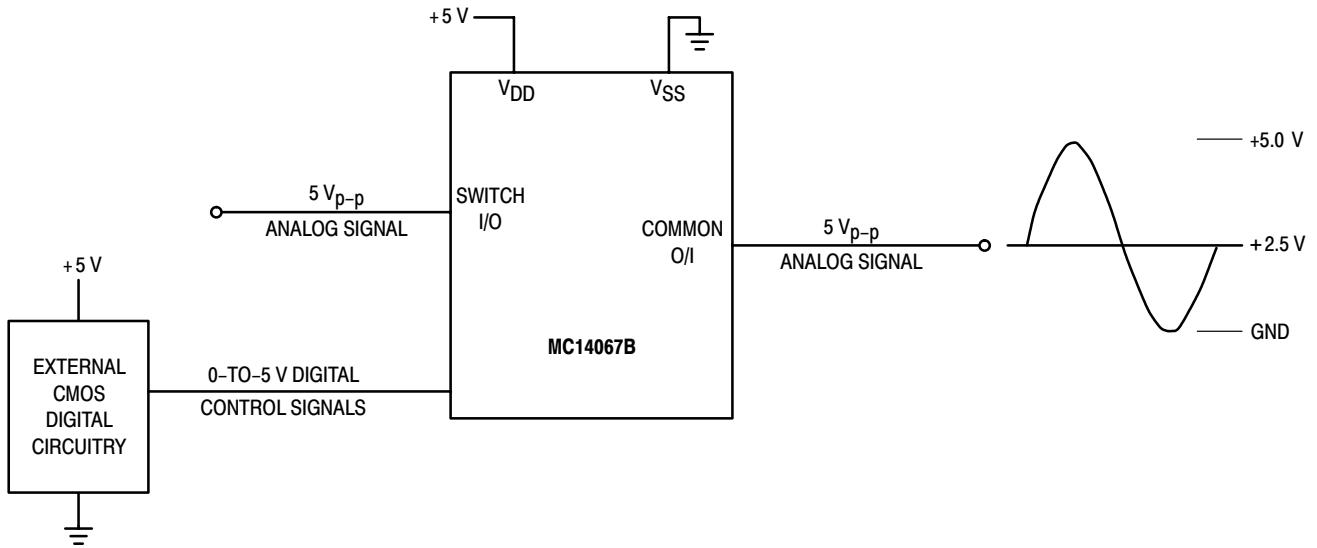 +5 V
VDD
VSS
5 Vp–p
ANALOG SIGNAL
SWITCH
I/O
COMMON
O/I
5 Vp–p
ANALOG SIGNAL
+5.0 V
+2.5 V
GND
MC14067B
+5 V
EXTERNAL
CMOS
DIGITAL
CIRCUITRY
0–TO–5 V DIGITAL
CONTROL SIGNALS